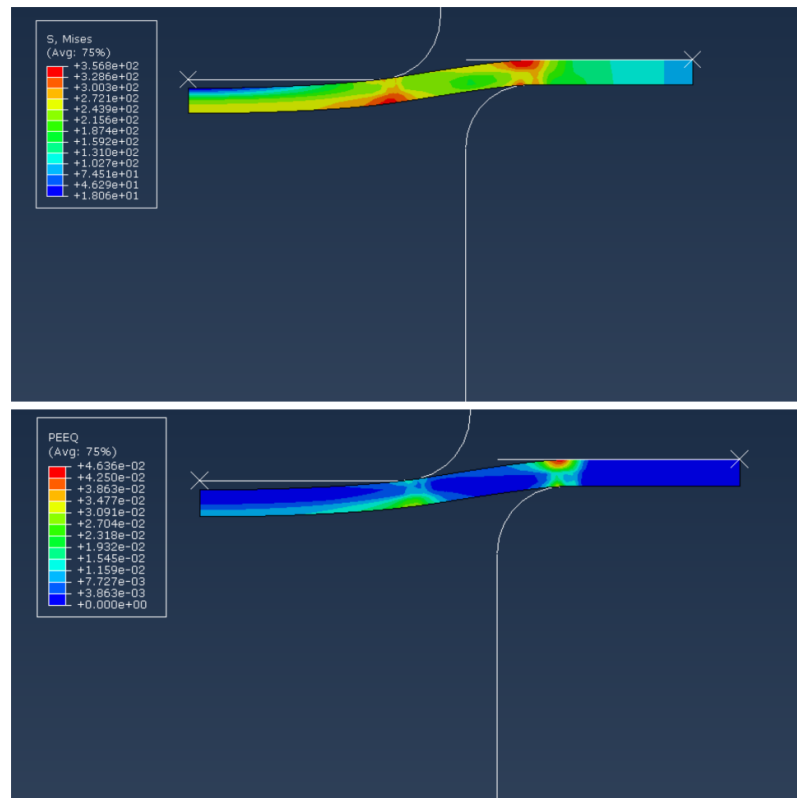 S, Mises
(Avg: 75%)
+3.568e+02
+3.286e+02
+3.003e+02
+2.721e+02
+2.439e+02
+2.156e+02
+1.874e+02
+1.592e+02
+1.310e+02
+1.027e+02
+7.451e+01
+4.629e+01
+1.806e+01
PEEQ
(Avg: 75%)
+4.636e-02
+4.250e-02
+3.863e-02
+3.477e-02
+3.091e-02
+2.704e-02
+2.318e-02
+1.932e-02
+1.545e-02
+1.159e-02
+7.727e-03
+3.863e-03
+0.000e+00